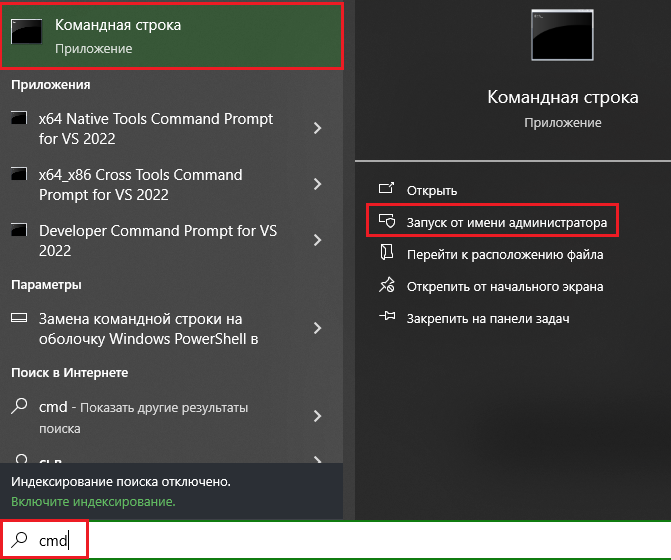 Командная строка
Приложение
Приложения
x64 Native Tools Command Prompt
for VS 2022
x64_x86 Cross Tools Command
Prompt for VS 2022
Developer Command Prompt for VS
2022
Параметры
Замена командной строки на
оболочку Windows PowerShell в
Поиск в Интернете
cmd - Показать другие результаты
поиска
Индексирование поиска отключено.
Включите индексирование.
cmd
Командная строка
Приложение
Открыть
Запуск от имени администратора
Перейти к расположению файла
Открепить от начального экрана
Закрепить на панели задач